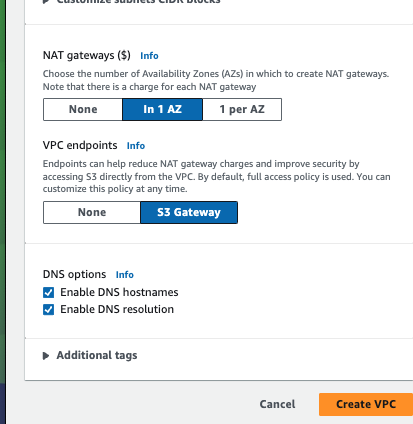 Customize subnets CIDR blocks
NAT gateways ($) Info
Choose the number of Availability Zones (AZs) in which to create NAT gateways.
Note that there is a charge for each NAT gateway
None In 1 AZ 1 per AZ
VPC endpoints Info
Endpoints can help reduce NAT gateway charges and improve security by
accessing S3 directly from the VPC. By default, full access policy is used. You can
customize this policy at any time.
None S3 Gateway
DNS options Info
Enable DNS hostnames
Enable DNS resolution
Additional tags
Cancel Create VPC